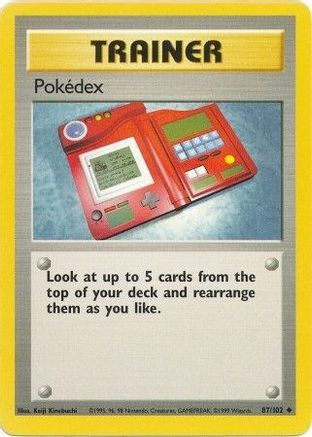 TRAINER
Pokédex
Look at up to 5 cards from the
top of your deck and rearrange
them as you like.
Illus. Keiji Kinebuchi ©1995, 96, 98 Nintendo, Creatures, GAMEFREAK. ©1999 Wizards. 87/102 ◆